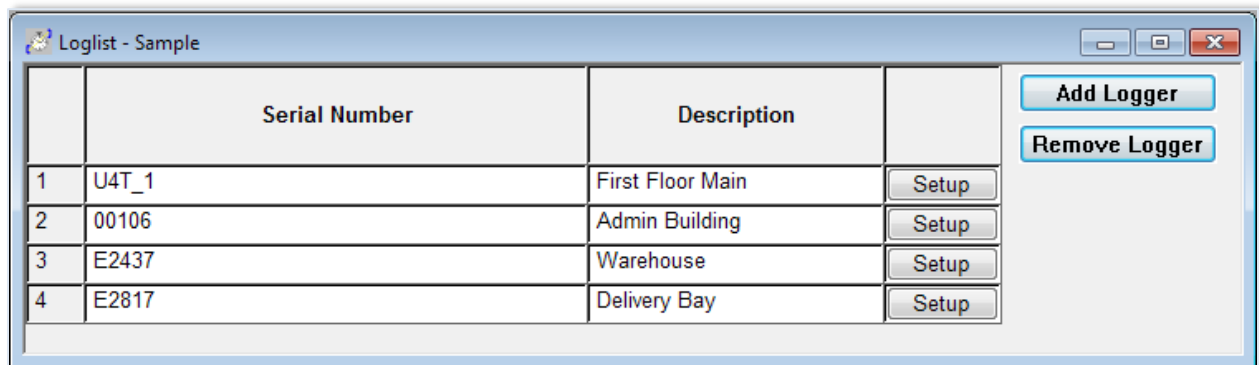 Loglist - Sample
Serial Number Description Add Logger
Remove Logger
1 U4T_1 First Floor Main Setup
2 00106 Admin Building Setup
3 E2437 Warehouse Setup
4 E2817 Delivery Bay Setup